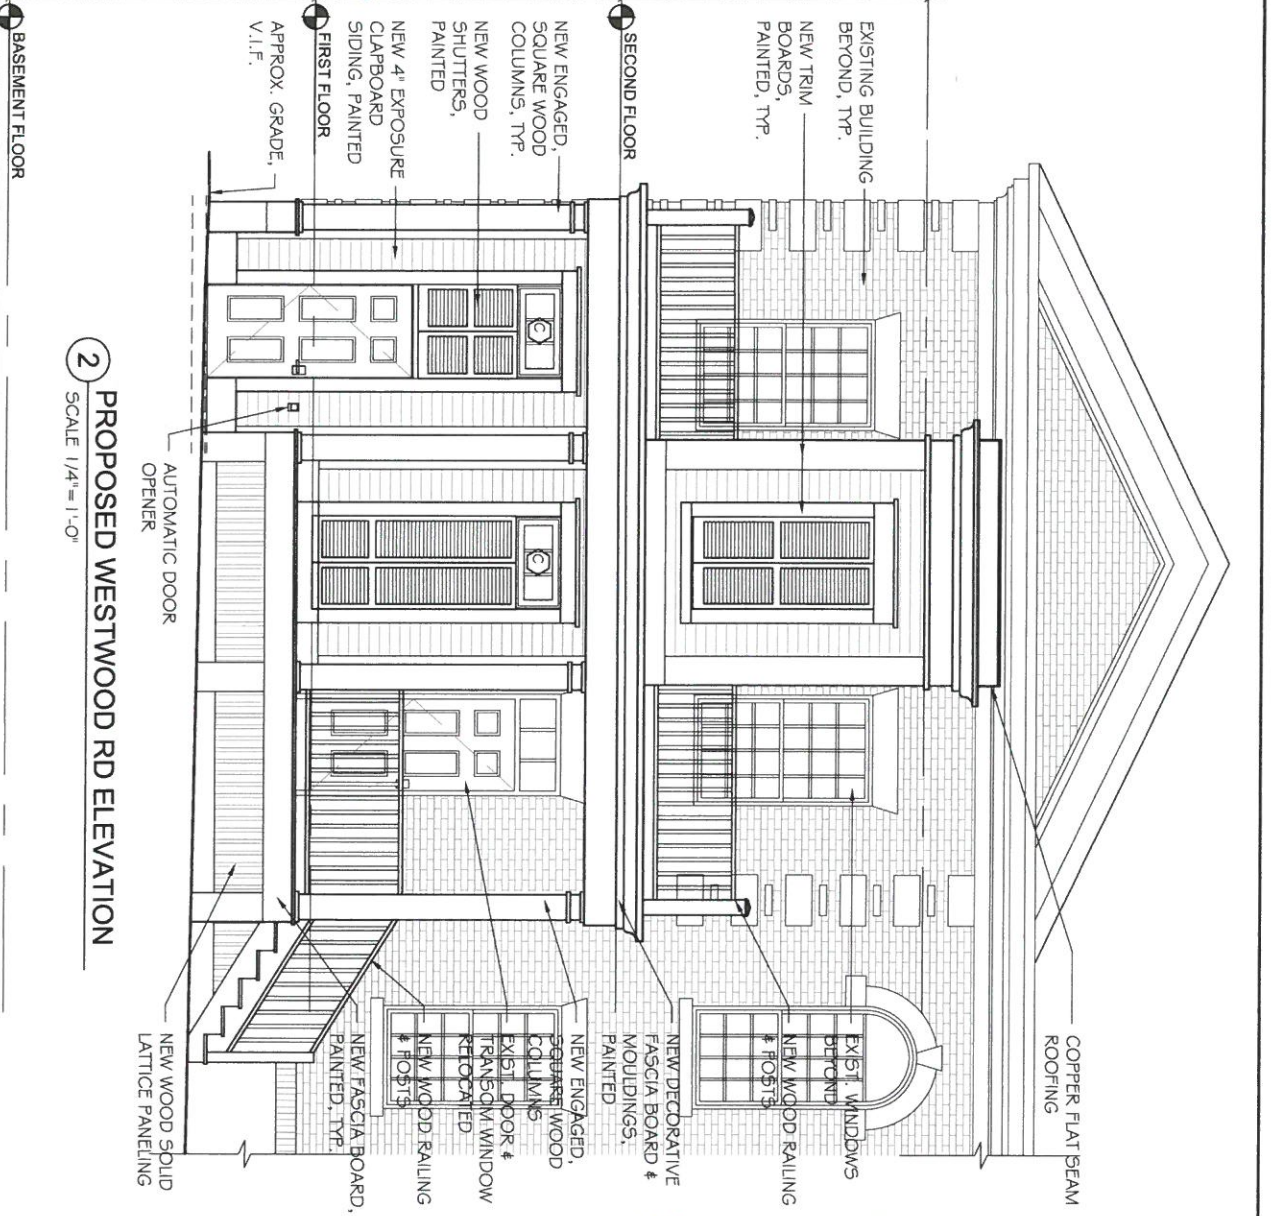 EXISTING BUILDING
BEYOND, TYP.
NEW TRIM
BOARDS,
PAINTED, TYP.
SECOND FLOOR
NEW ENGAGED,
SQUARE WOOD
COLUMNS, TYP.
NEW WOOD
SHUTTERS,
PAINTED
NEW 4" EXPOSURE
CLAPBOARD
SIDING, PAINTED
FIRST FLOOR
APPROX. GRADE,
V.I.F.
BASEMENT FLOOR
C
C
COPPER FLAT SEAM
ROOFING
EXIST. WINDOWS
BEYOND
NEW WOOD RAILING
& POSTS
NEW DECORATIVE
FASCIA BOARD &
MOULDINGS,
PAINTED
NEW ENGAGED,
SQUARE WOOD
COLUMNS
EXIST. DOOR &
TRANSOM WINDOW
RELOCATED
NEW WOOD RAILING
& POSTS
NEW FASCIA BOARD,
PAINTED, TYP.
NEW WOOD SOLID
LATTICE PANELING
AUTOMATIC DOOR
OPENER
2
PROPOSED WESTWOOD RD ELEVATION
SCALE 1/4"= 1'-0"